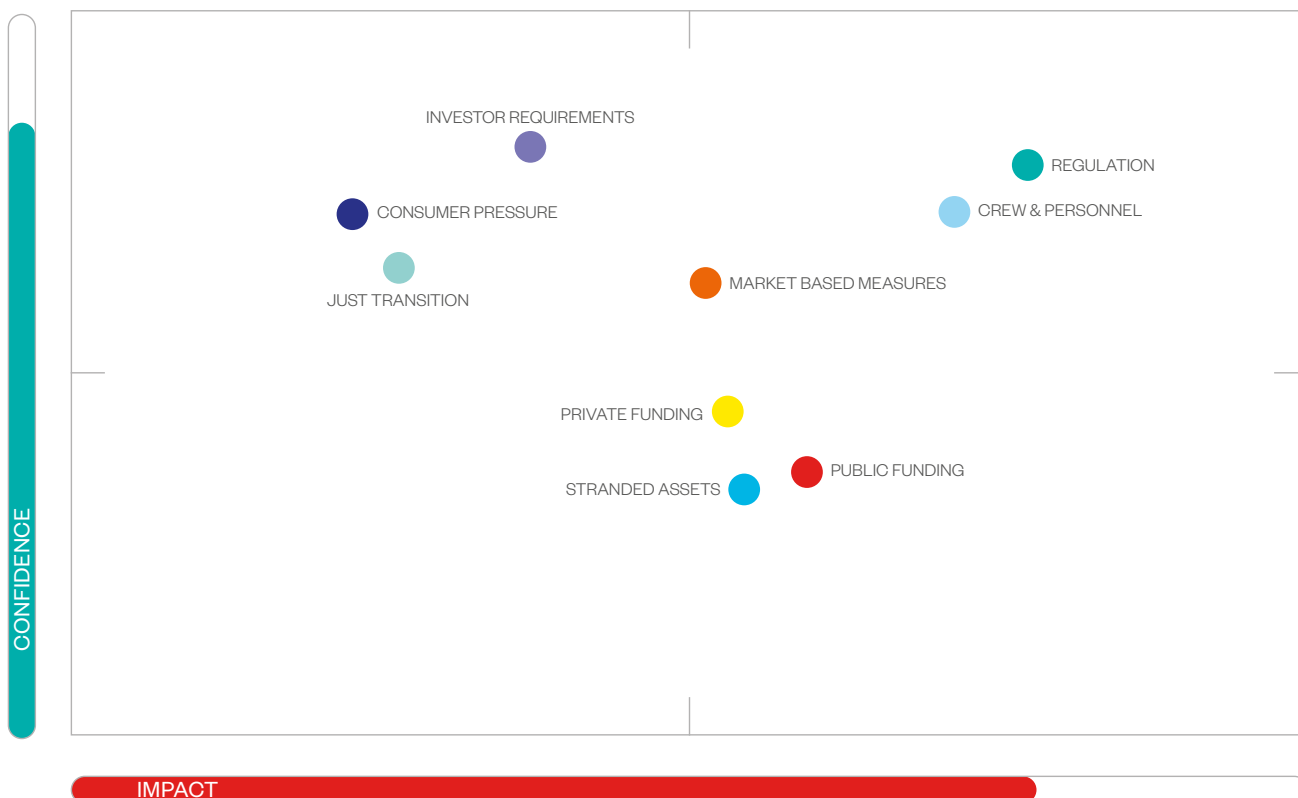 INVESTOR REQUIREMENTS
REGULATION
CONSUMER PRESSURE
CREW & PERSONNEL
JUST TRANSITION
MARKET BASED MEASURES
PRIVATE FUNDING
PUBLIC FUNDING
STRANDED ASSETS
CONFIDENCE
IMPACT